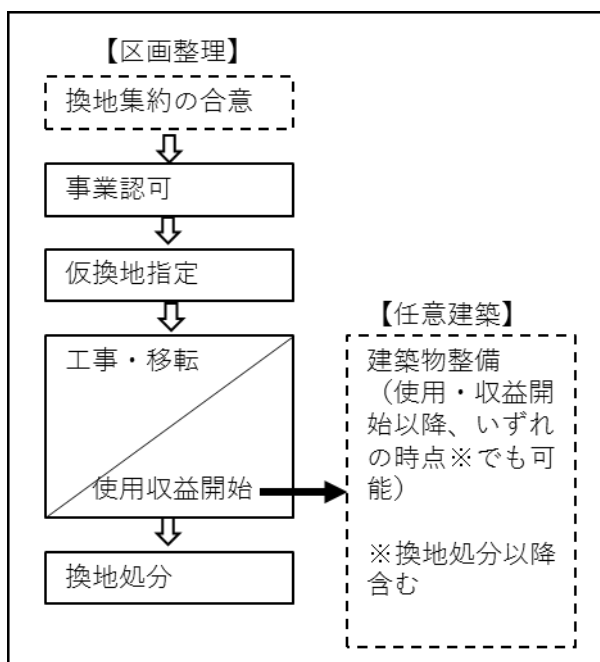 【区画整理】
換地集約の合意
事業認可
仮換地指定
工事・移転
使用収益開始
換地処分
【任意建築】
建築物整備
（使用・収益開
始以降、いずれ
の時点※でも可
能）
※換地処分以降
含む